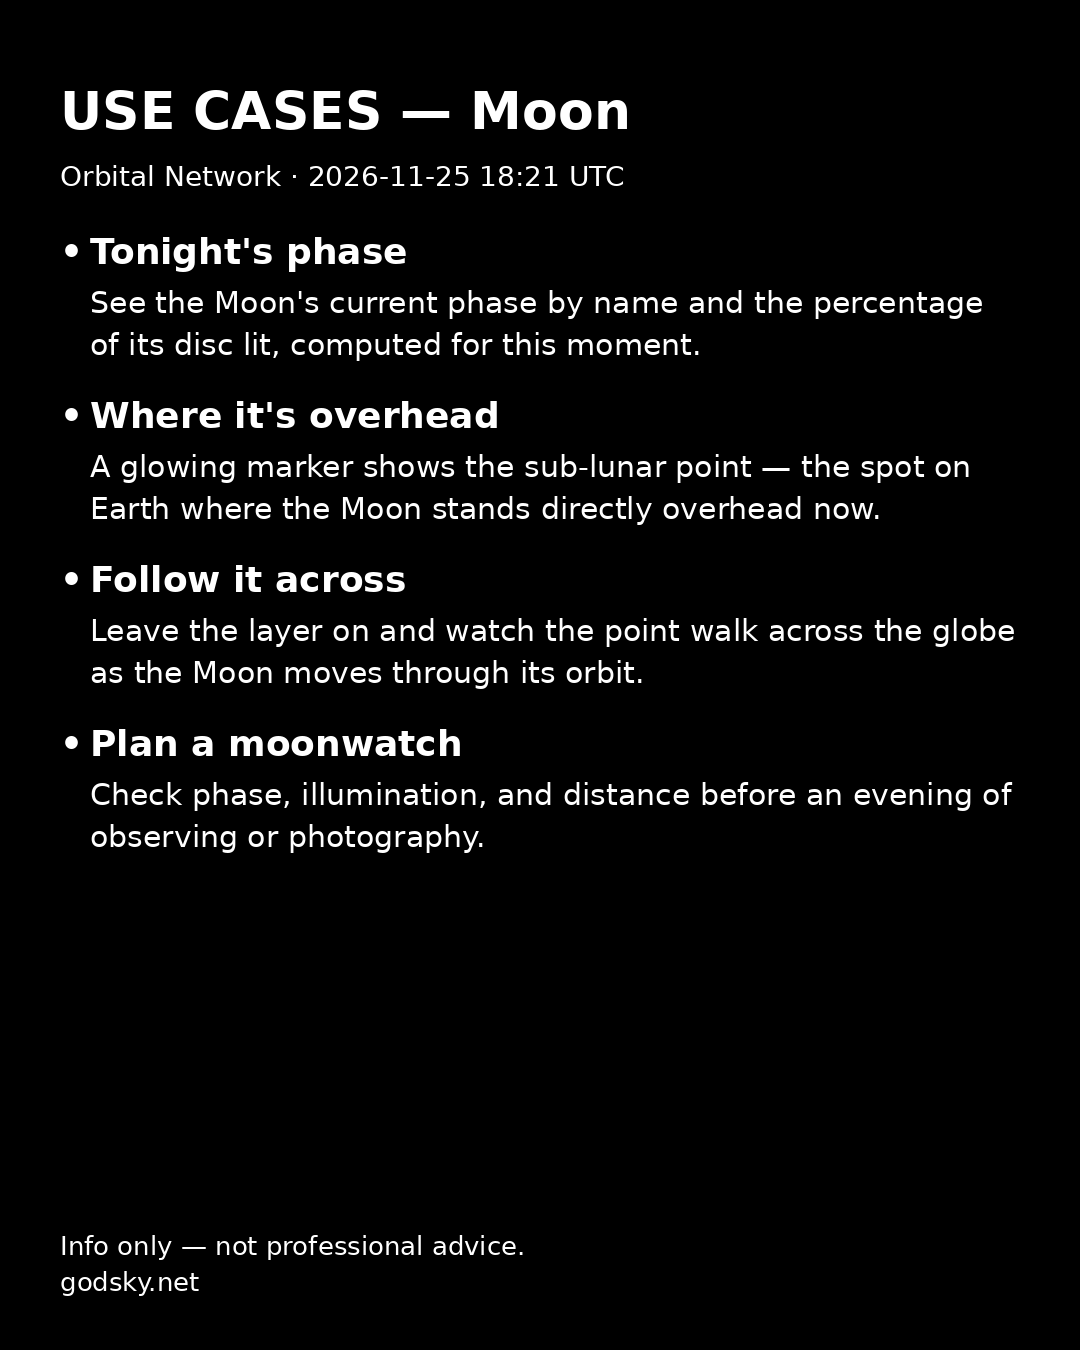 USE CASES — Moon
Orbital Network · 2026-11-25 18:21 UTC
• Tonight's phase
See the Moon's current phase by name and the percentage
of its disc lit, computed for this moment.
• Where it's overhead
A glowing marker shows the sub-lunar point — the spot on
Earth where the Moon stands directly overhead now.
• Follow it across
Leave the layer on and watch the point walk across the globe
as the Moon moves through its orbit.
• Plan a moonwatch
Check phase, illumination, and distance before an evening of
observing or photography.
Info only — not professional advice.
godsky.net